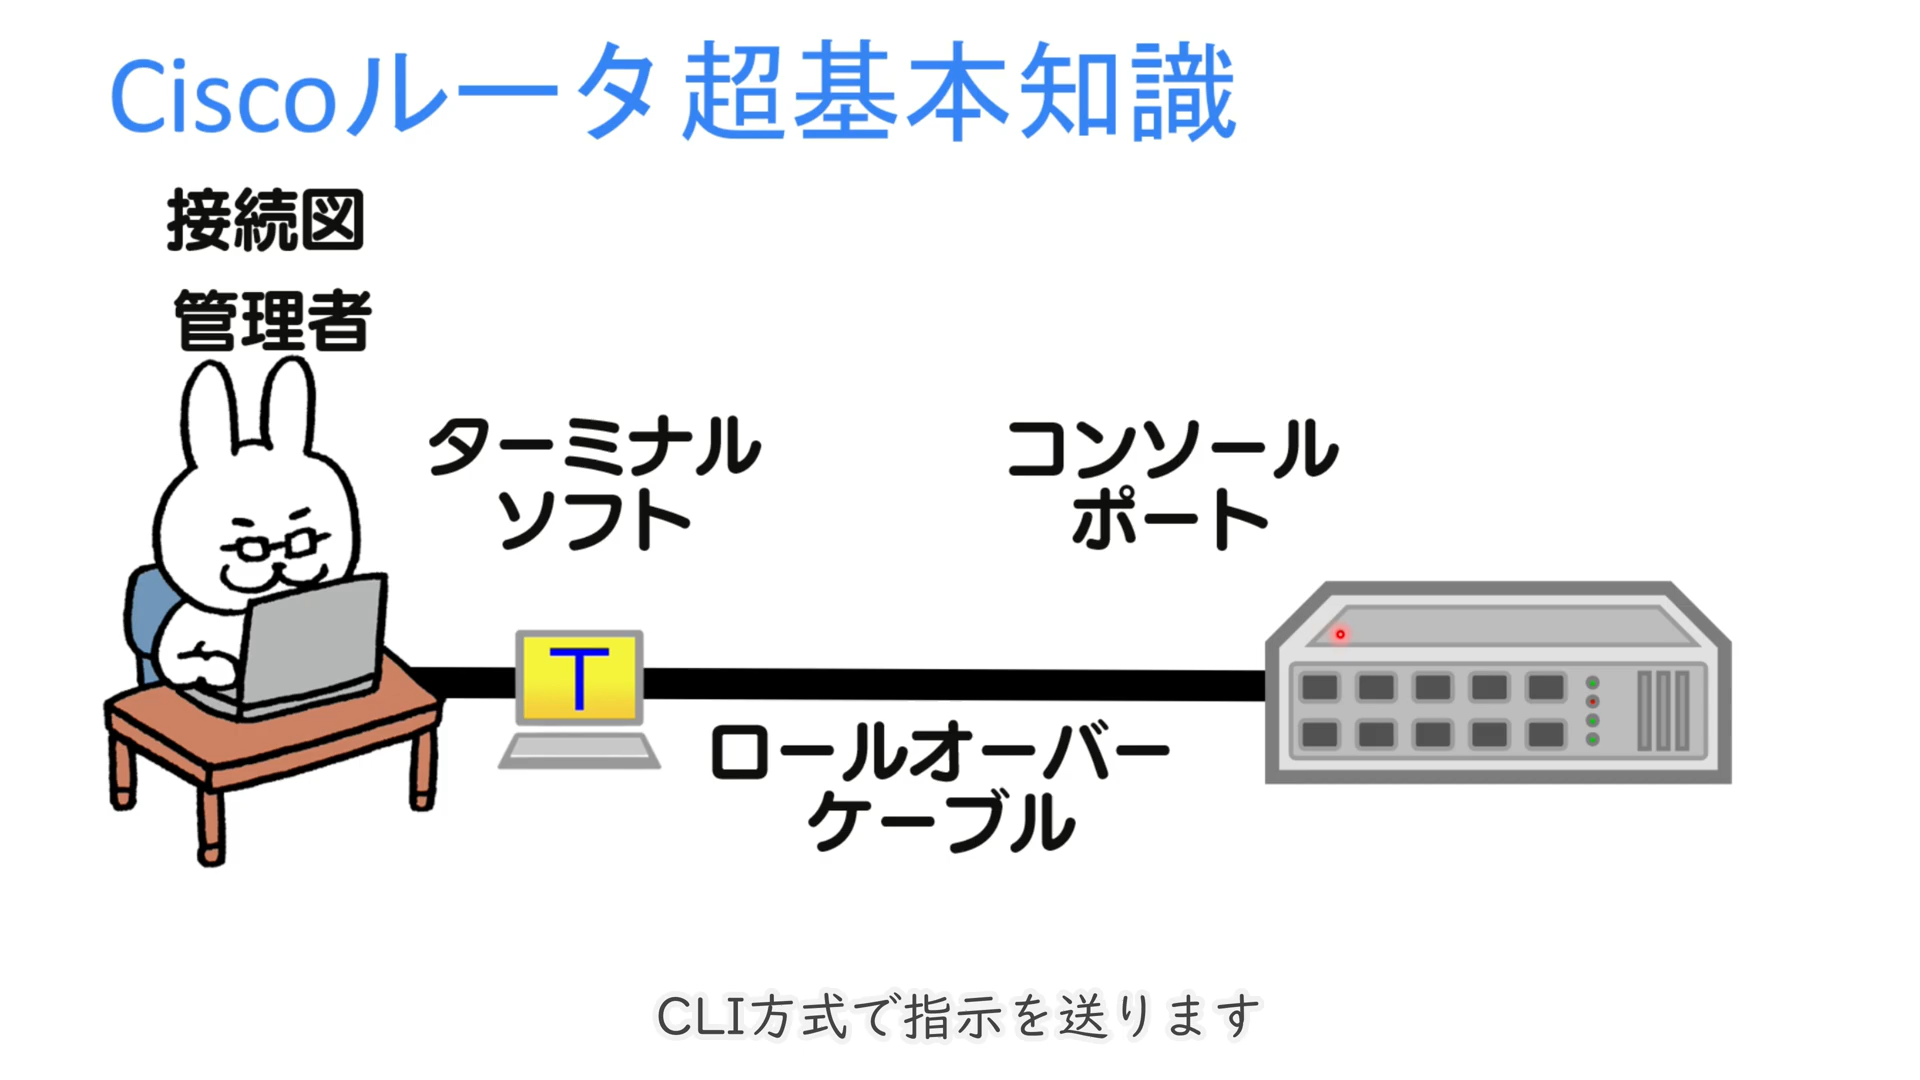 Ciscoルータ超基本知識
接続図
管理者
ターミナル
ソフト
コンソール
ポート
T
ロールオーバー
ケーブル
CLI方式で指示を送ります